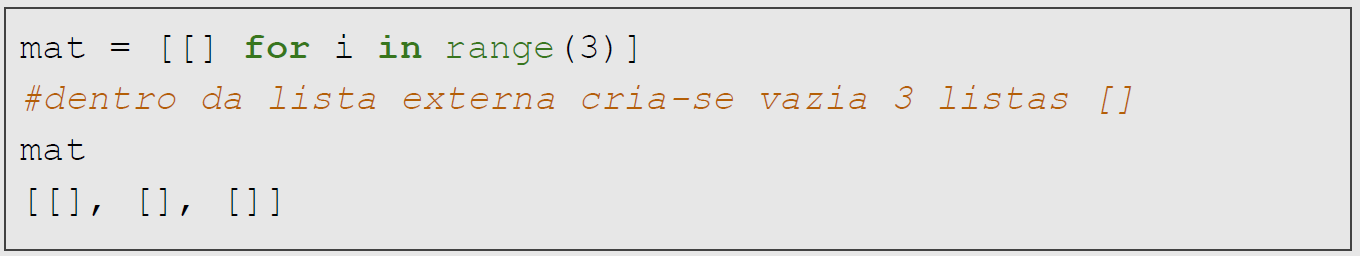 mat = [[] for i in range(3)]
#dentro da lista externa cria-se vazia 3 listas []
mat
[[], [], []]